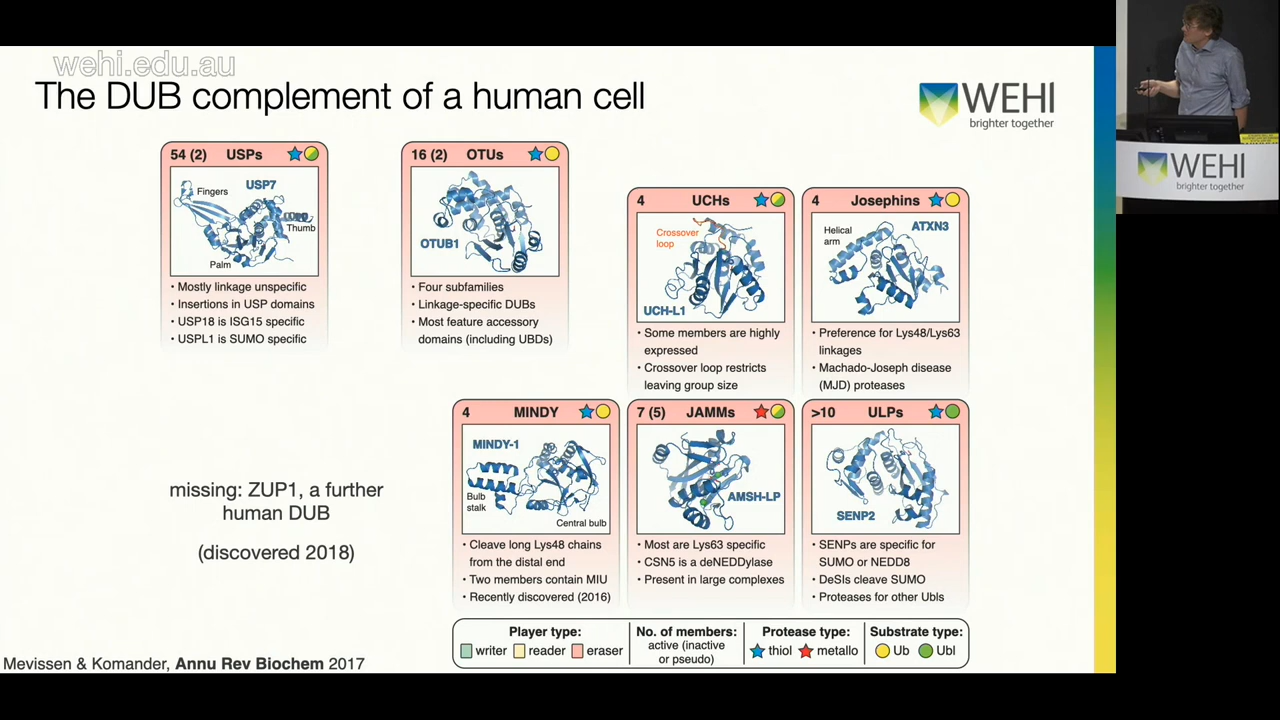 wehi.edu.au
The DUB complement of a human cell
WEHI
brighter together
54 (2) USPs
Fingers
USP7
Thumb
Palm
• Mostly linkage unspecific
• Insertions in USP domains
• USP18 is ISG15 specific
• USPL1 is SUMO specific
16 (2) OTUs
OTUB1
• Four subfamilies
• Linkage-specific DUBs
• Most feature accessory
domains (including UBDs)
4 UCHs
Crossover
loop
UCH-L1
• Some members are highly
expressed
• Crossover loop restricts
leaving group size
4 Josephins
Helical
arm
ATXN3
• Preference for Lys48/Lys63
linkages
• Machado-Joseph disease
(MJD) proteases
4 MINDY
MINDY-1
Bulb
stalk
Central bulb
• Cleave long Lys48 chains
from the distal end
• Two members contain MIU
• Recently discovered (2016)
7 (5) JAMMs
AMSH-LP
• Most are Lys63 specific
• CSN5 is a deNEDDylase
• Present in large complexes
>10 ULPs
SENP2
• SENPs are specific for
SUMO or NEDD8
• DeSIs cleave SUMO
• Proteases for other Ubls
missing: ZUP1, a further
human DUB
(discovered 2018)
Player type:
writer reader eraser
No. of members:
active (inactive
or pseudo)
Protease type:
thiol metallo
Substrate type:
Ub Ubl
Mevissen & Komander, Annu Rev Biochem 2017
WEHI
brighter together